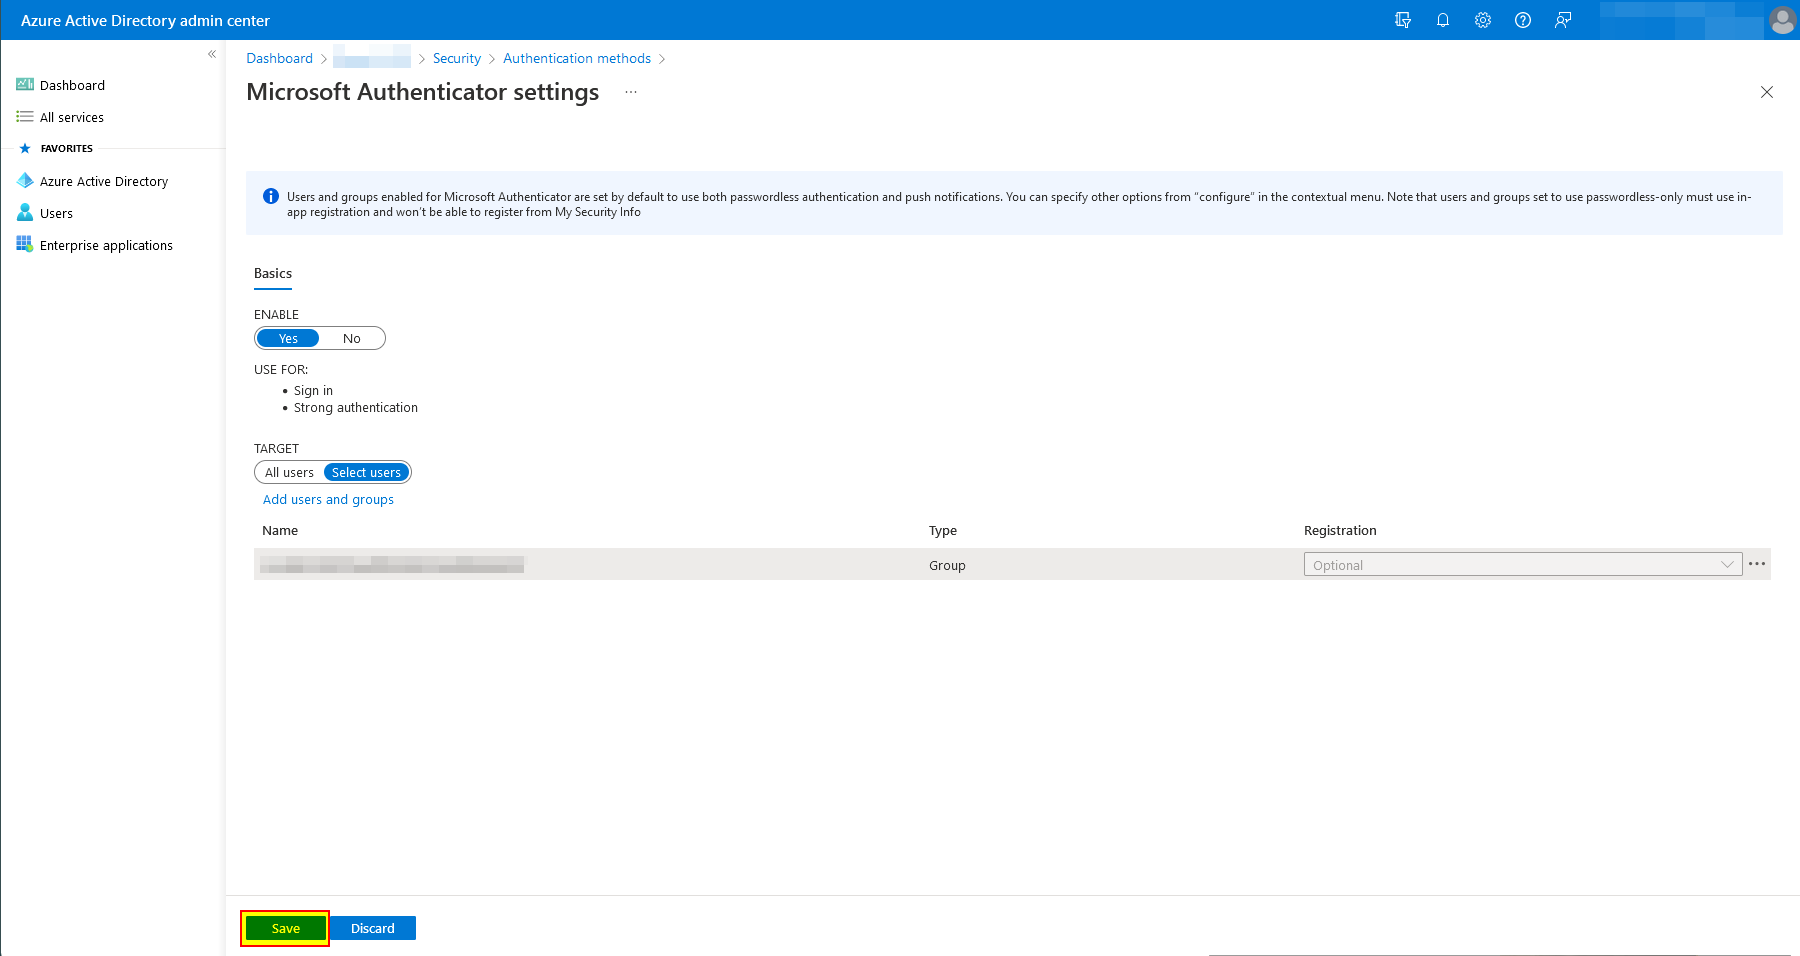 Azure Active Directory admin center
Dashboard > > Security > Authentication methods >
Microsoft Authenticator settings ...
Dashboard
All services
FAVORITES
Azure Active Directory
Users
Enterprise applications
Users and groups enabled for Microsoft Authenticator are set by default to use both passwordless authentication and push notifications. You can specify other options from “configure” in the contextual menu. Note that users and groups set to use passwordless-only must use in-
app registration and won’t be able to register from My Security Info
Basics
ENABLE
Yes No
USE FOR:
• Sign in
• Strong authentication
TARGET
All users Select users
Add users and groups
Name Type Registration
Group Optional
Save Discard